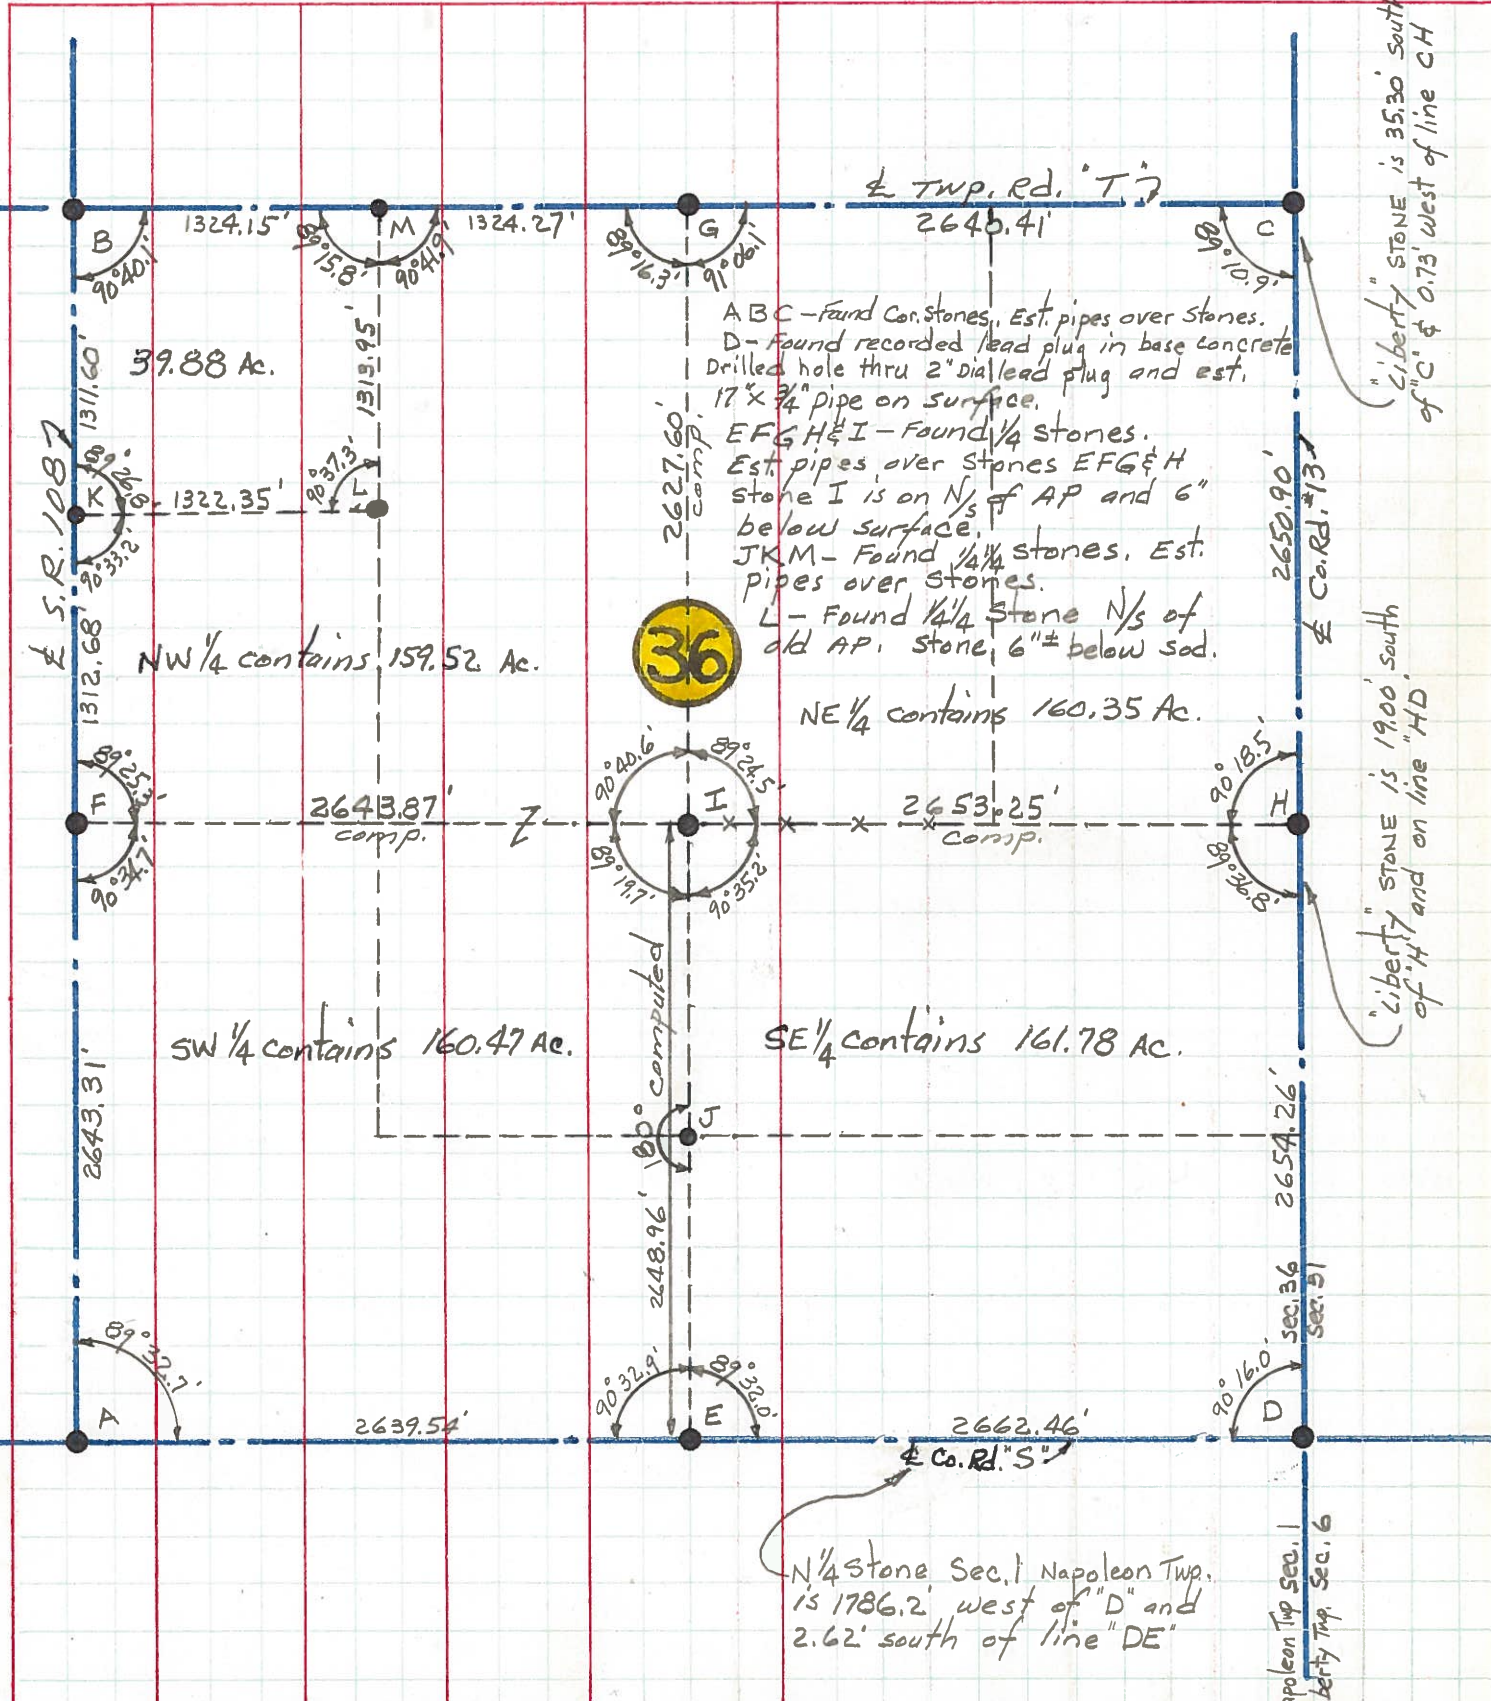 ℄ Twp. Rd. "T"
B
1324.15'
M
1324.27'
G
2640.41'
C
90°40.1'
89°15.8'
90°41.9'
89°16.3'
91°06.1'
89°10.9'
"Liberty" STONE is 35.30' South
of "C" & 0.73' west of line CH
39.88 Ac.
1311.60'
1313.95'
℄ S.R. 108
A B C - Found Cor. Stones. Est. pipes over Stones.
D - Found recorded lead plug in base concrete
Drilled hole thru 2" Dia lead plug and est.
17" x 3/4" pipe on surface.
E F G H & I - Found 1/4 stones.
Est. pipes over Stones E F G & H
Stone I is on N/s of AP and 6"
below surface.
J K M - Found 1/4 1/4 stones. Est.
pipes over Stones.
L - Found 1/4 1/4 Stone N/s of
old AP. Stone 6"± below sod.
2627.60'
comp.
2650.90'
℄ Co. Rd. #13
K
89°26.8'
90°33.2'
1322.35'
90°37.3'
L
1312.68'
36
NW 1/4 contains 159.52 Ac.
NE 1/4 contains 160.35 Ac.
F
89°25.3'
90°34.7'
2643.87'
comp.
Z
90°40.6'
89°24.5'
I
89°19.7'
90°35.2'
2653.25'
comp.
90°18.5'
H
89°36.8'
"Liberty" STONE is 19.00' South
of "H" and on line "HD"
SW 1/4 contains 160.47 Ac.
SE 1/4 contains 161.78 Ac.
2643.31'
180° computed
J
2648.96'
2654.26'
sec. 36
sec. 31
89°32.7'
A
2639.54'
90°32.9'
89°32.0'
E
2662.46'
90°16.0'
D
℄ Co. Rd. "S"
N 1/4 Stone Sec. 1 Napoleon Twp.
is 1786.2' west of "D" and
2.62' south of line "DE"
apoleon Twp Sec. 1
berty Twp. Sec. 6